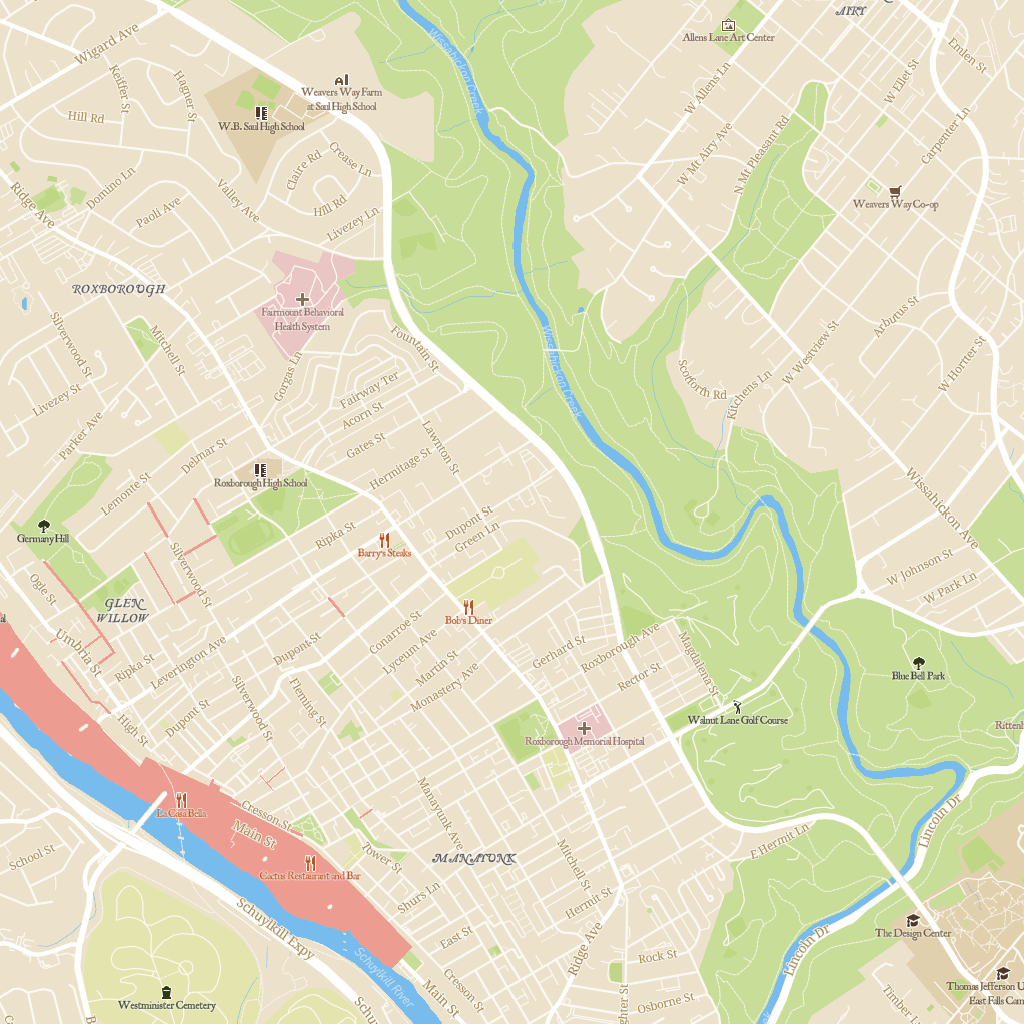 AIRY
Wigard Ave
Wissahickon Creek
Allens Lane Art Center
Emlen St
Keiffer St
Hagner St
Weavers Way Farm
at Saul High School
W Allens Ln
W Ellet St
Hill Rd
W.B. Saul High School
Carpenter Ln
W Mt Airy Ave
N Mt Pleasant Rd
Crease Ln
Claire Rd
Domino Ln
Valley Ave
Ridge Ave
Paoli Ave
Hill Rd
Livezey Ln
Weavers Way Co-op
ROXBOROUGH
Fairmount Behavioral
Health System
Silverwood St
Mitchell St
Fountain St
Wissahickon Creek
Arbutus St
W Westview St
W Hortter St
Gorgas Ln
Livezey St
Fairway Ter
Acorn St
Scorforth Rd
Kitchens Ln
Parker Ave
Delmar St
Gates St
Lawnton St
Hermitage St
Lemonte St
Roxborough High School
Wissahickon Ave
Germany Hill
Ripka St
Dupont St
Green Ln
Barry's Steaks
Silverwood St
W Johnson St
W Park Ln
Ogle St
GLEN
WILLOW
Bob's Diner
Conarroe St
Umbria St
Ripka St
Leverington Ave
Dupont St
Lyceum Ave
Martin St
Monastery Ave
Gerhard St
Roxborough Ave
Rector St
Magdalena St
Blue Bell Park
Silverwood St
Fleming St
High St
Dupont St
Walnut Lane Golf Course
Roxborough Memorial Hospital
La Casa Bella
Cresson St
Main St
Manayunk Ave
Lincoln Dr
E Hermit Ln
School St
Tower St
MANAYUNK
Mitchell St
Cactus Restaurant and Bar
Shurs Ln
Hermit St
Schuylkill Expy
East St
Ridge Ave
The Design Center
Rock St
Lincoln Dr
Schuylkill River
Westminister Cemetery
Main St
Cresson St
Osborne St
Timber Ln
Thomas Jefferson U
East Falls Cam